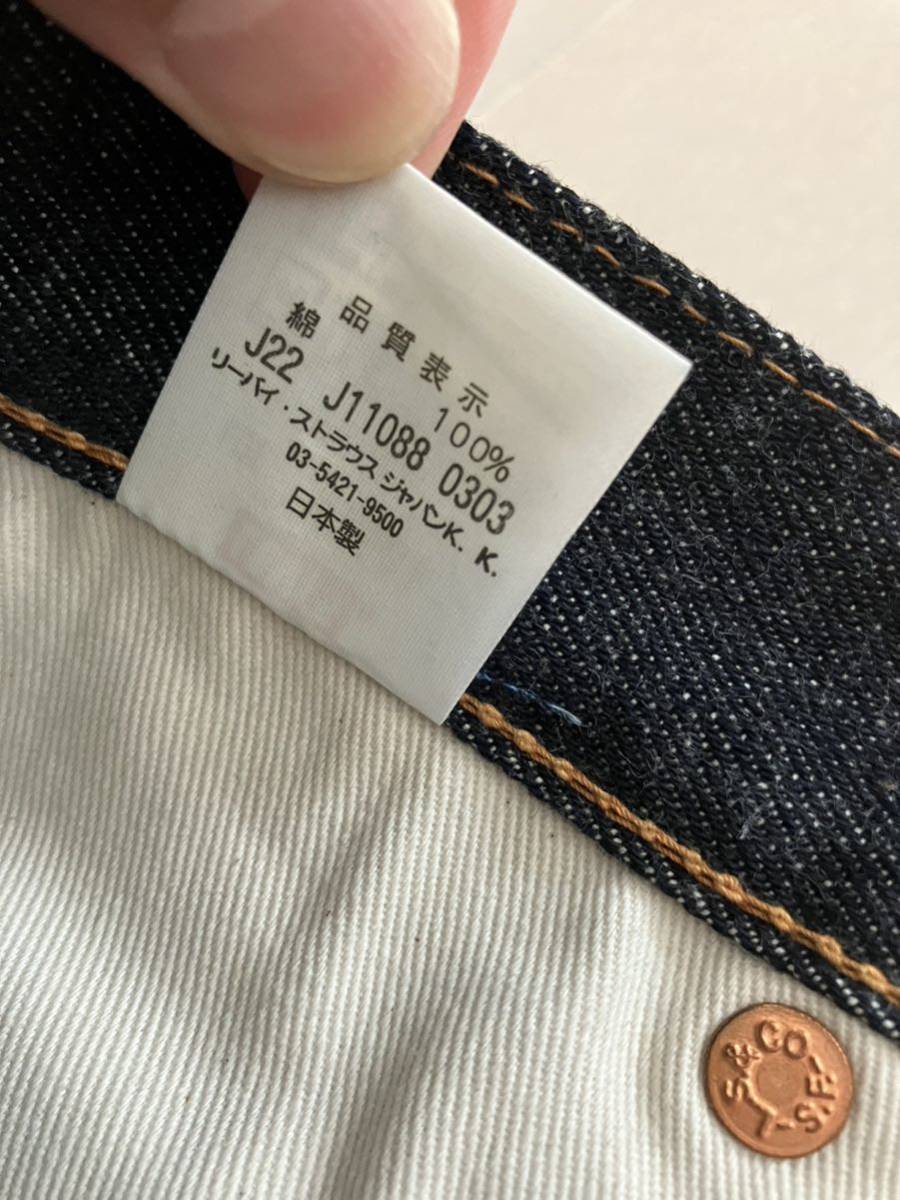 品質表示
綿 100%
J22 J11088 0303
リーバイ・ストラウス ジャパンK. K.
03-5421-9500
日本製
L.S.&CO.-S.F.-